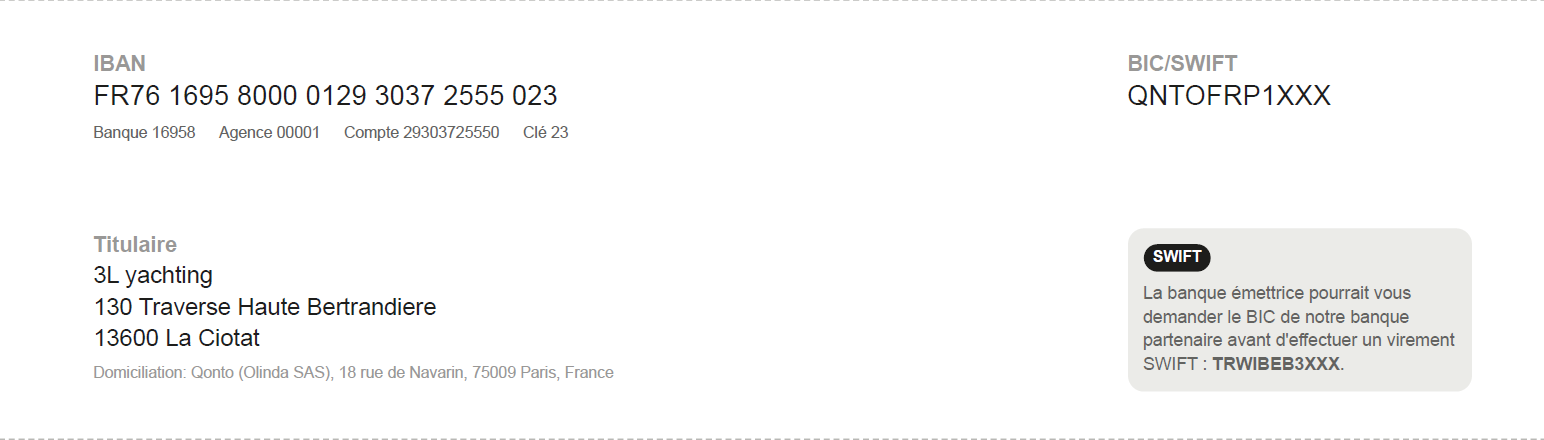 IBAN
FR76 1695 8000 0129 3037 2555 023
Banque 16958 Agence 00001 Compte 29303725550 Clé 23
BIC/SWIFT
QNTOFRP1XXX
Titulaire
3L yachting
130 Traverse Haute Bertrandiere
13600 La Ciotat
Domiciliation: Qonto (Olinda SAS), 18 rue de Navarin, 75009 Paris, France
SWIFT
La banque émettrice pourrait vous
demander le BIC de notre banque
partenaire avant d'effectuer un virement
SWIFT : TRWIBEB3XXX.